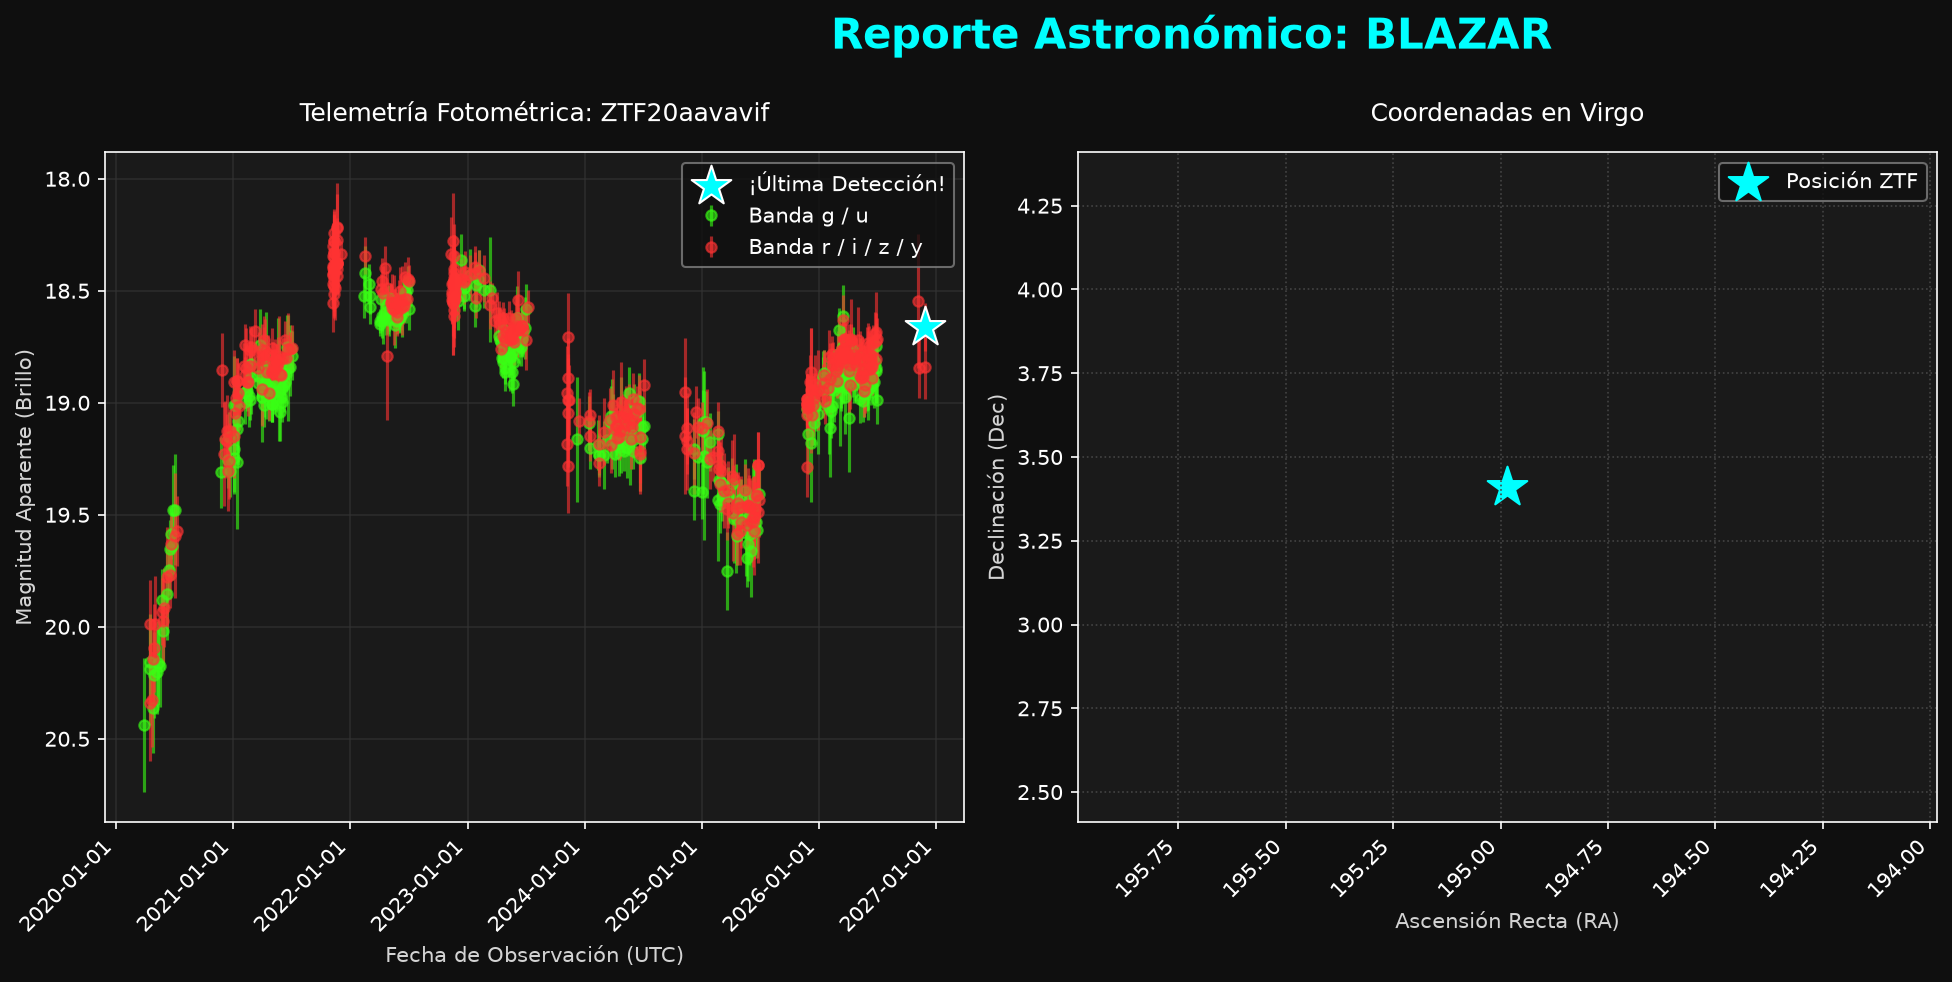 Reporte Astronómico: BLAZAR
Telemetría Fotométrica: ZTF20aavavif
Magnitud Aparente (Brillo)
18.0
18.5
19.0
19.5
20.0
20.5
¡Última Detección!
Banda g / u
Banda r / i / z / y
2020-01-01
2021-01-01
2022-01-01
2023-01-01
2024-01-01
2025-01-01
2026-01-01
2027-01-01
Fecha de Observación (UTC)
Coordenadas en Virgo
Declinación (Dec)
4.25
4.00
3.75
3.50
3.25
3.00
2.75
2.50
Posición ZTF
195.75
195.50
195.25
195.00
194.75
194.50
194.25
194.00
Ascensión Recta (RA)